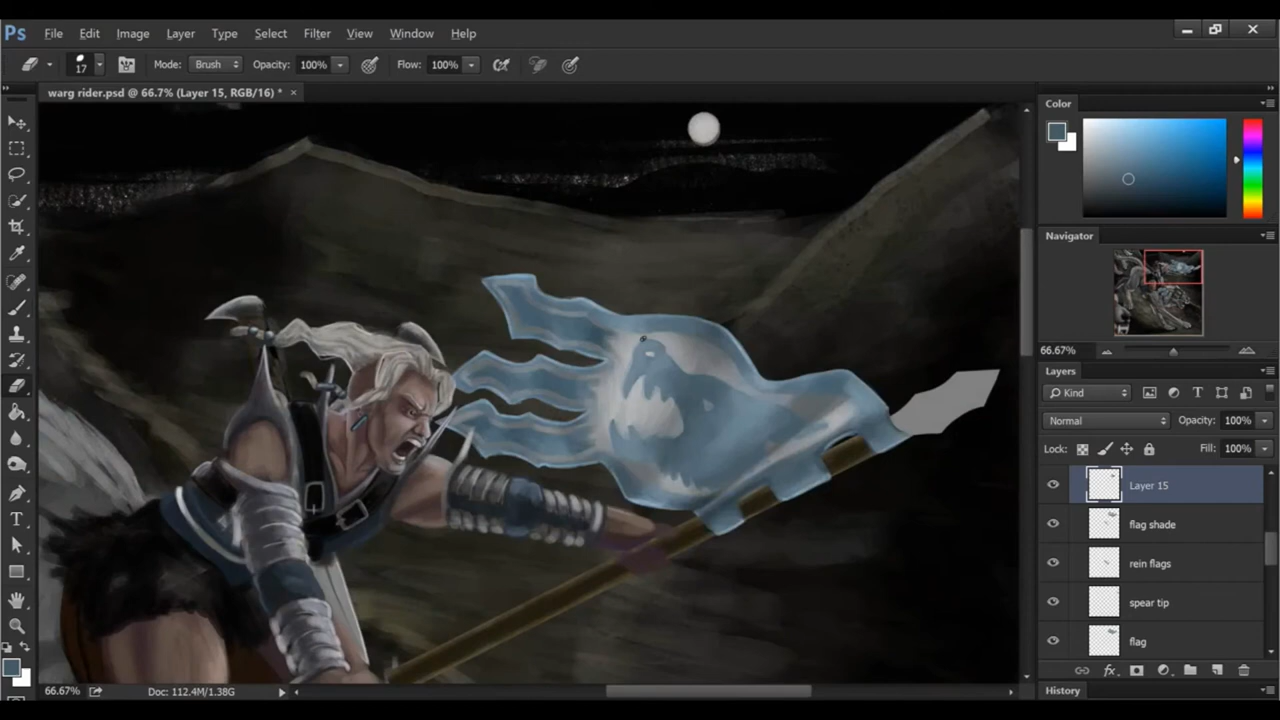 Ps File Edit Image Layer Type Select Filter View Window Help
17 Mode: Brush Opacity: 100% Flow: 100%
warg rider.psd @ 66.7% (Layer 15, RGB/16) * ×
Color
Navigator
66.67%
Layers
Kind
Normal Opacity: 100%
Lock: Fill: 100%
Layer 15
flag shade
rein flags
spear tip
flag
66.67% Doc: 112.4M/1.38G
History